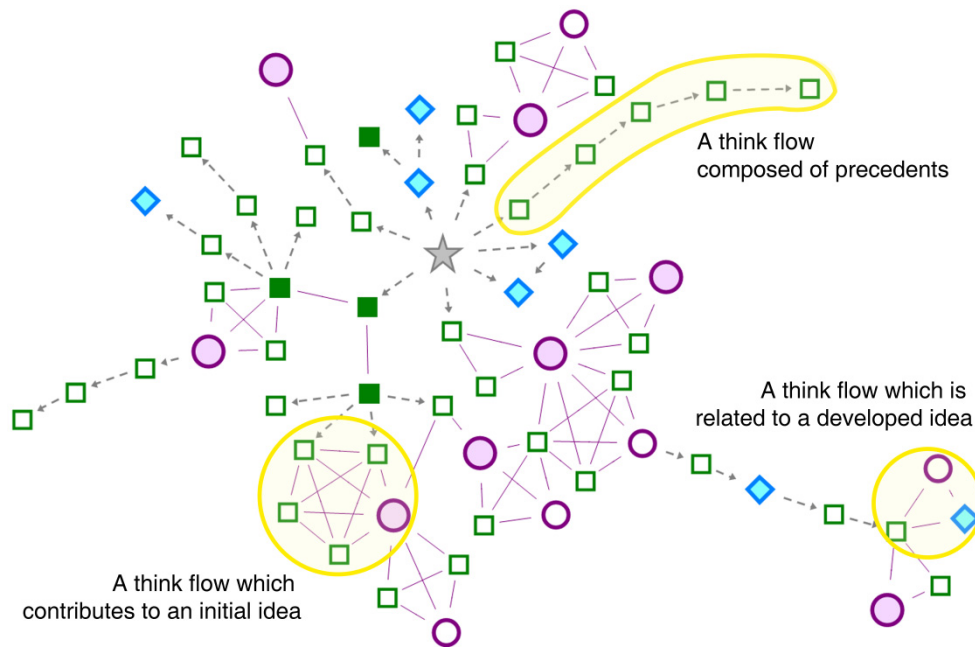 A think flow
composed of precedents
A think flow which is
related to a developed idea
A think flow which
contributes to an initial idea